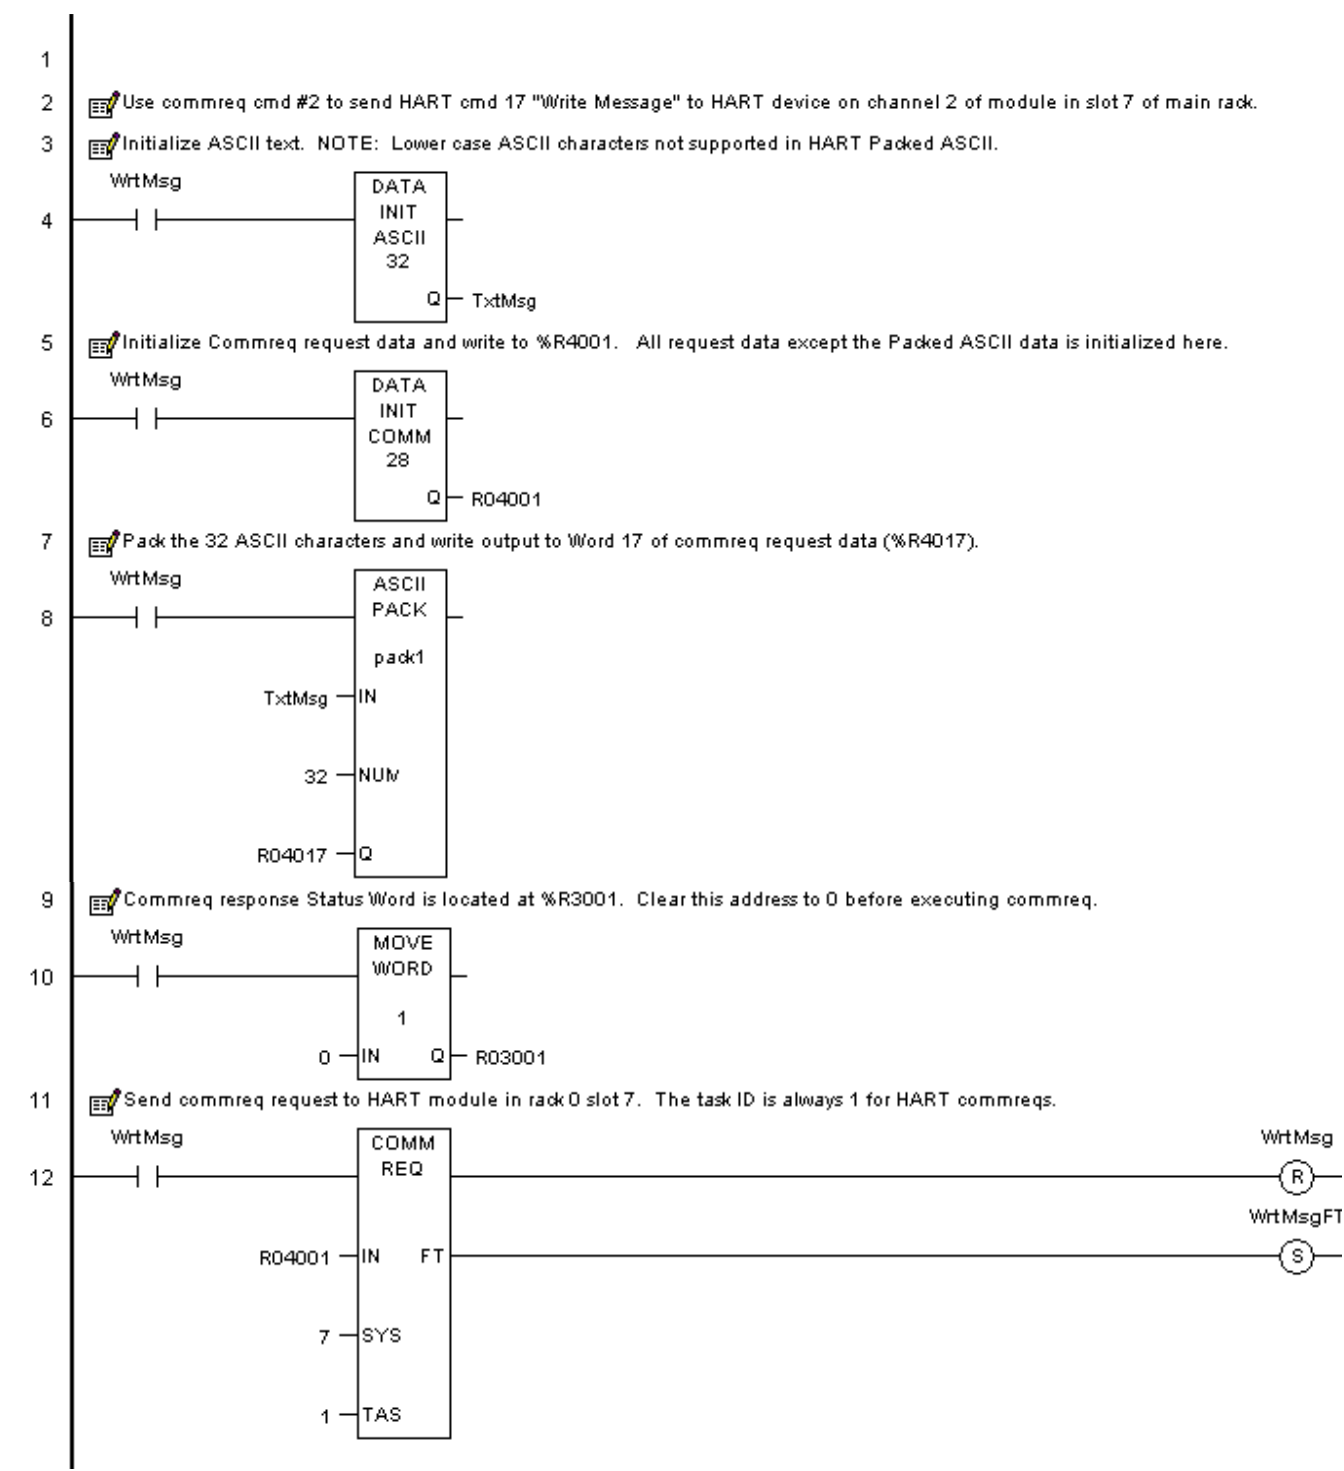 1
2 Use commreq cmd #2 to send HART cmd 17 "Write Message" to HART device on channel 2 of module in slot 7 of main rack.
3 Initialize ASCII text. NOTE: Lower case ASCII characters not supported in HART Packed ASCII.
WrtMsg
DATA
INIT
4
ASCII
32
Q TxtMsg
5 Initialize Commreq request data and write to %R4001. All request data except the Packed ASCII data is initialized here.
WrtMsg
DATA
INIT
6
COMM
28
Q R04001
7 Pack the 32 ASCII characters and write output to Word 17 of commreq request data (%R4017).
WrtMsg
ASCII
PACK
8
pack1
TxtMsg IN
32 NUM
R04017 Q
9 Commreq response Status Word is located at %R3001. Clear this address to 0 before executing commreq.
WrtMsg
MOVE
WORD
10
1
0 IN Q R03001
11 Send commreq request to HART module in rack 0 slot 7. The task ID is always 1 for HART commreqs.
WrtMsg
COMM
WrtMsg
REQ
12
R
WrtMsgFT
R04001 IN FT
S
7 SYS
1 TAS